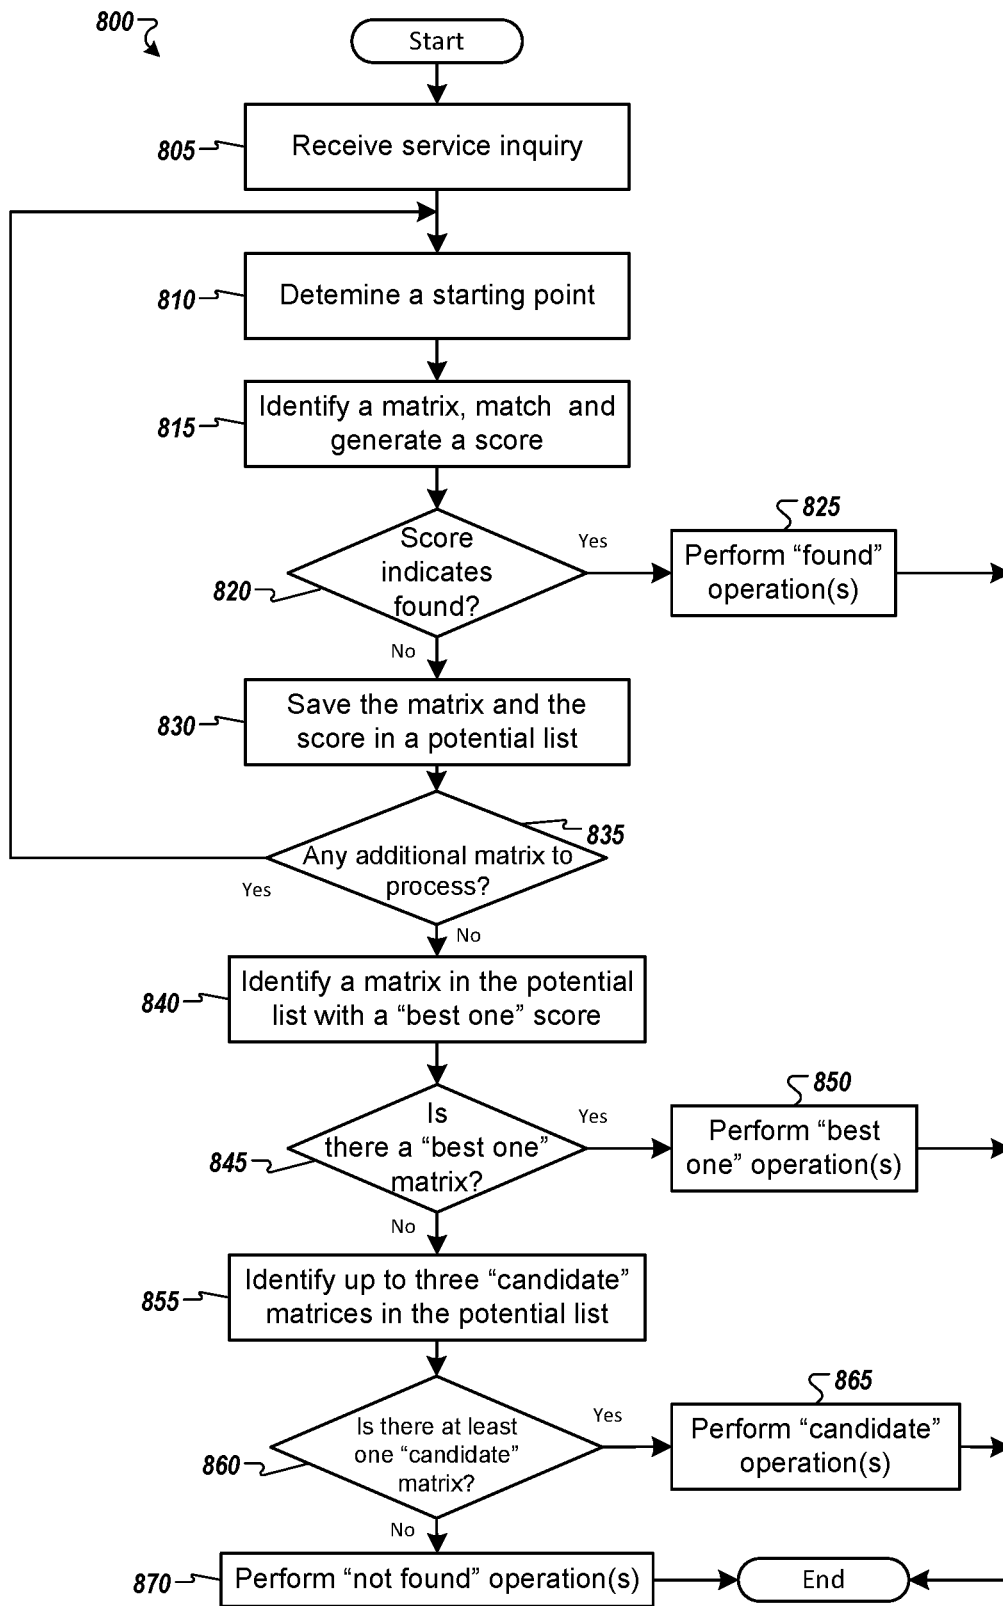 800
Start
805
Receive service inquiry
810
Detemine a starting point
815
Identify a matrix, match and
generate a score
820
Score
indicates
found?
Yes
825
Perform “found”
operation(s)
No
830
Save the matrix and the
score in a potential list
835
Any additional matrix to
process?
Yes
No
840
Identify a matrix in the potential
list with a “best one” score
845
Is
there a “best one”
matrix?
Yes
850
Perform “best
one” operation(s)
No
855
Identify up to three “candidate”
matrices in the potential list
860
Is there at least
one “candidate”
matrix?
Yes
865
Perform “candidate”
operation(s)
No
870
Perform “not found” operation(s)
End